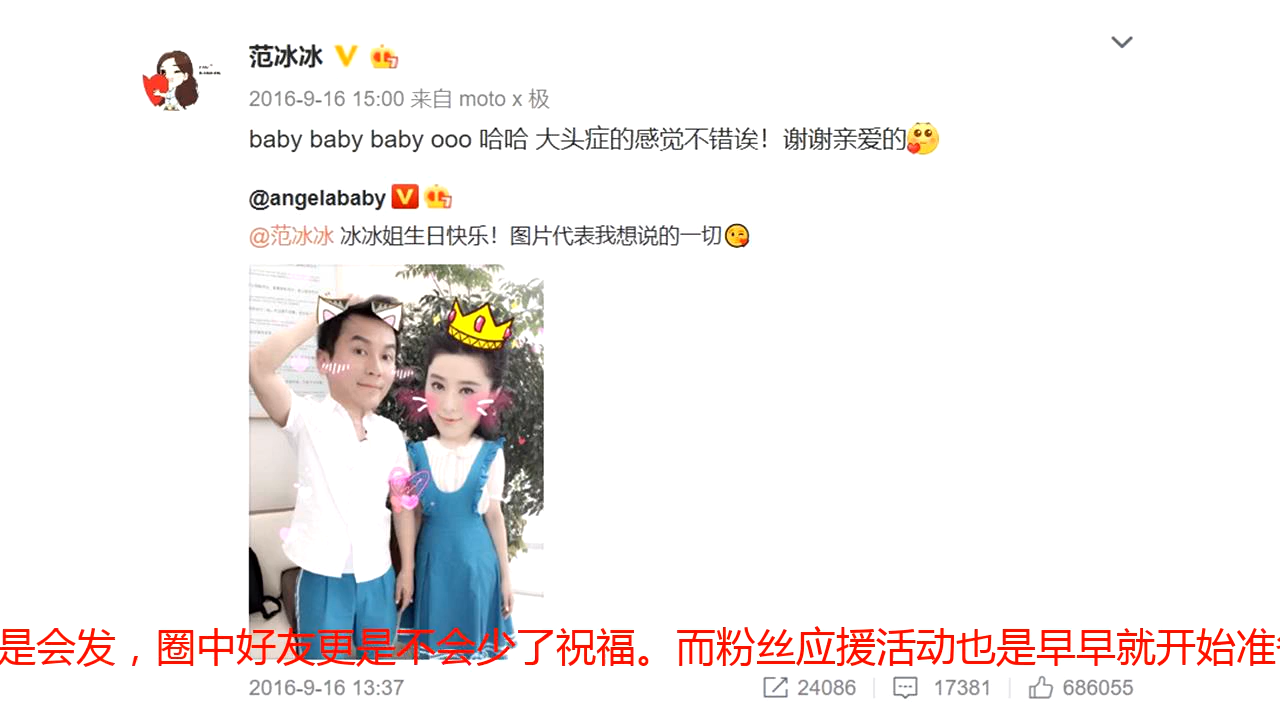 范冰冰
2016-9-16 15:00 来自 moto x 极
baby baby baby ooo 哈哈 大头症的感觉不错诶！谢谢亲爱的
@angelababy
@范冰冰 冰冰姐生日快乐！图片代表我想说的一切
是会发，圈中好友更是不会少了祝福。而粉丝应援活动也是早早就开始准
2016-9-16 13:37
24086
17381
686055